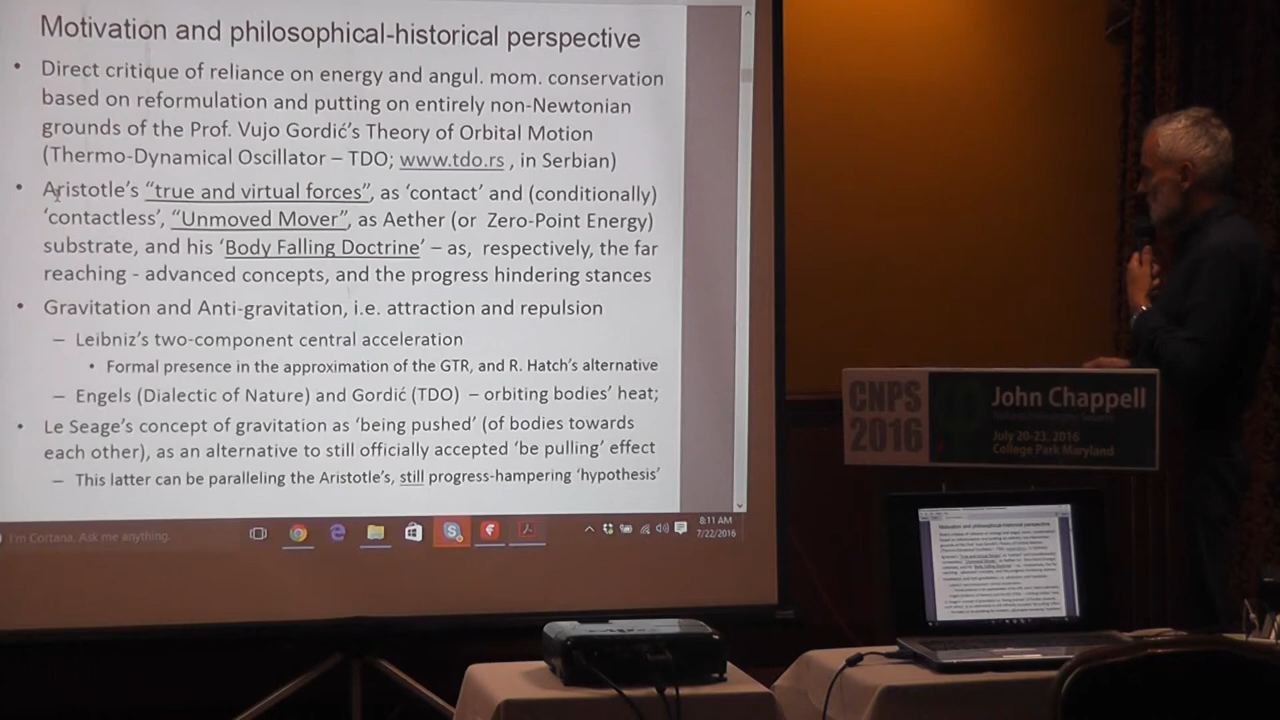 Motivation and philosophical-historical perspective
• Direct critique of reliance on energy and angul. mom. conservation
based on reformulation and putting on entirely non-Newtonian
grounds of the Prof. Vujo Gordić's Theory of Orbital Motion
(Thermo-Dynamical Oscillator – TDO; www.tdo.rs , in Serbian)
• Aristotle's "true and virtual forces", as 'contact' and (conditionally)
'contactless', "Unmoved Mover", as Aether (or Zero-Point Energy)
substrate, and his 'Body Falling Doctrine' – as, respectively, the far
reaching - advanced concepts, and the progress hindering stances
• Gravitation and Anti-gravitation, i.e. attraction and repulsion
– Leibniz's two-component central acceleration
• Formal presence in the approximation of the GTR, and R. Hatch's alternative
– Engels (Dialectic of Nature) and Gordić (TDO) – orbiting bodies' heat;
• Le Seage's concept of gravitation as 'being pushed' (of bodies towards
each other), as an alternative to still officially accepted 'be pulling' effect
– This latter can be paralleling the Aristotle's, still progress-hampering 'hypothesis'
I'm Cortana. Ask me anything.
8:11 AM
7/22/2016
CNPS
2016
John Chappell
July 20-23, 2016
College Park Maryland
Motivation and philosophical-historical perspective